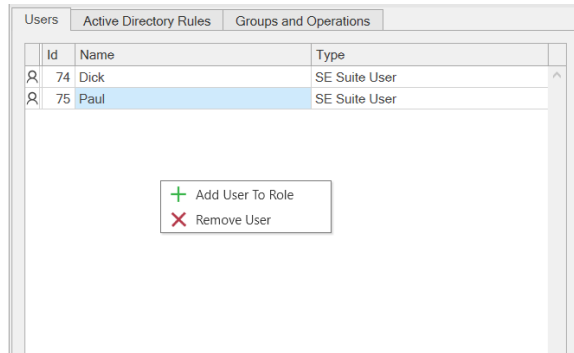 Users Active Directory Rules Groups and Operations
Id Name Type
74 Dick SE Suite User
75 Paul SE Suite User
Add User To Role
Remove User